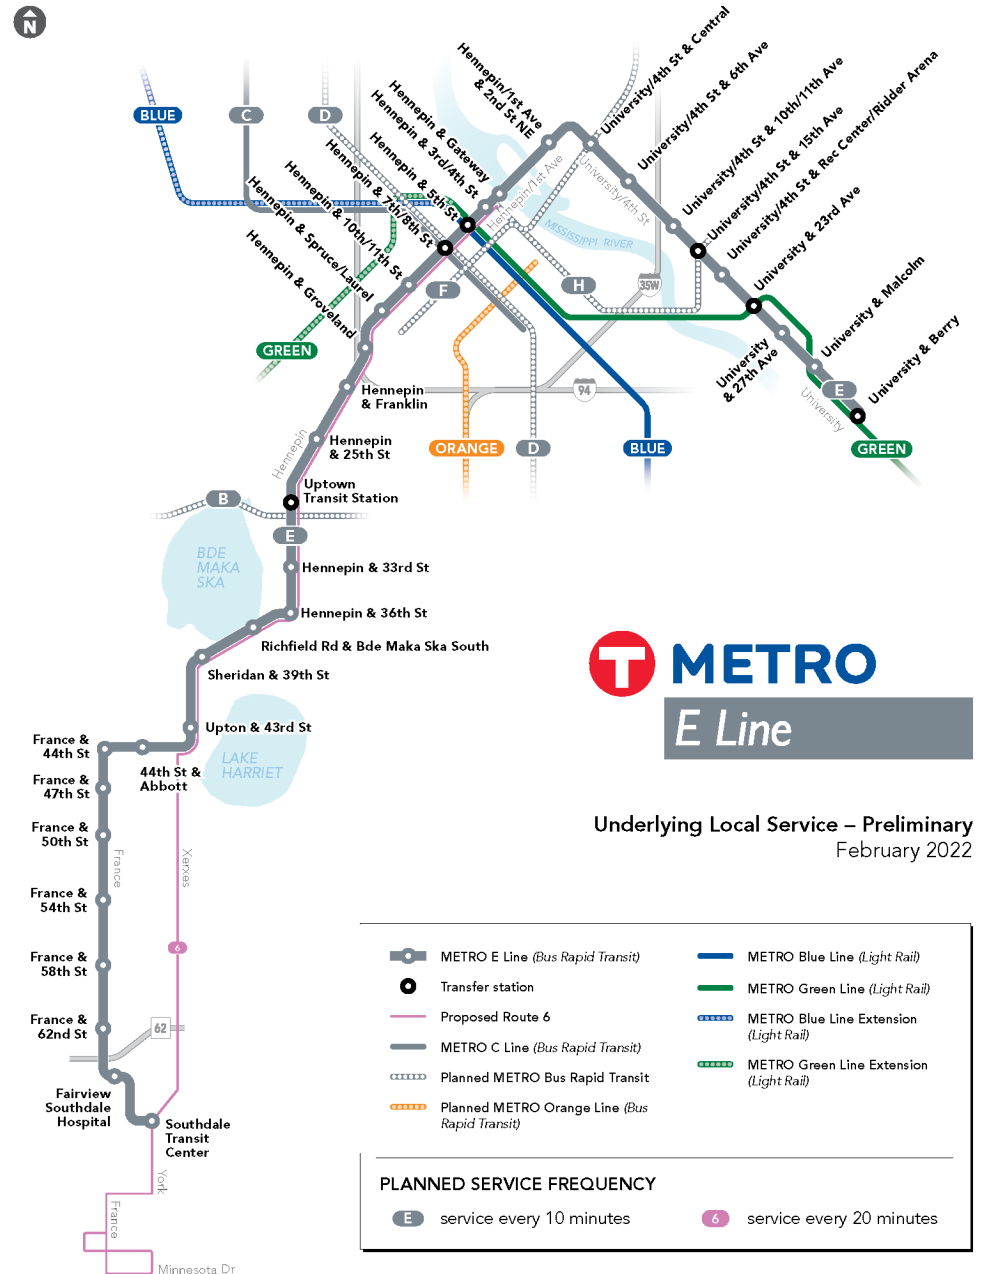 N
BLUE
C
D
Hennepin/1st Ave
& 2nd St NE
Hennepin & Gateway
Hennepin & 3rd/4th St
Hennepin & 5th St
Hennepin & 7th/8th St
Hennepin & 10th/11th St
Hennepin & Spruce/Laurel
Hennepin & Groveland
University/4th St & Central
University/4th St & 6th Ave
University/4th St & 10th/11th Ave
University/4th St & 15th Ave
University/4th St & Rec Center/Ridder Arena
University & 23rd Ave
University
& 27th Ave
University & Malcolm
University & Berry
Hennepin/1st Ave
University/4th St
MISSISSIPPI RIVER
F
H
35W
94
GREEN
E
University
GREEN
ORANGE
D
BLUE
Hennepin
& Franklin
Hennepin
Hennepin
& 25th St
Uptown
Transit Station
B
E
BDE
MAKA
SKA
Hennepin & 33rd St
Hennepin & 36th St
Richfield Rd & Bde Maka Ska South
Sheridan & 39th St
Upton & 43rd St
LAKE
HARRIET
France &
44th St
44th St &
Abbott
France &
47th St
France &
50th St
France
Xerxes
France &
54th St
6
France &
58th St
France &
62nd St
62
Fairview
Southdale
Hospital
Southdale
Transit
Center
York
France
Minnesota Dr
T METRO
E Line
Underlying Local Service – Preliminary
February 2022
METRO E Line (Bus Rapid Transit)
Transfer station
Proposed Route 6
METRO C Line (Bus Rapid Transit)
Planned METRO Bus Rapid Transit
Planned METRO Orange Line (Bus
Rapid Transit)
METRO Blue Line (Light Rail)
METRO Green Line (Light Rail)
METRO Blue Line Extension
(Light Rail)
METRO Green Line Extension
(Light Rail)
PLANNED SERVICE FREQUENCY
E service every 10 minutes
6 service every 20 minutes